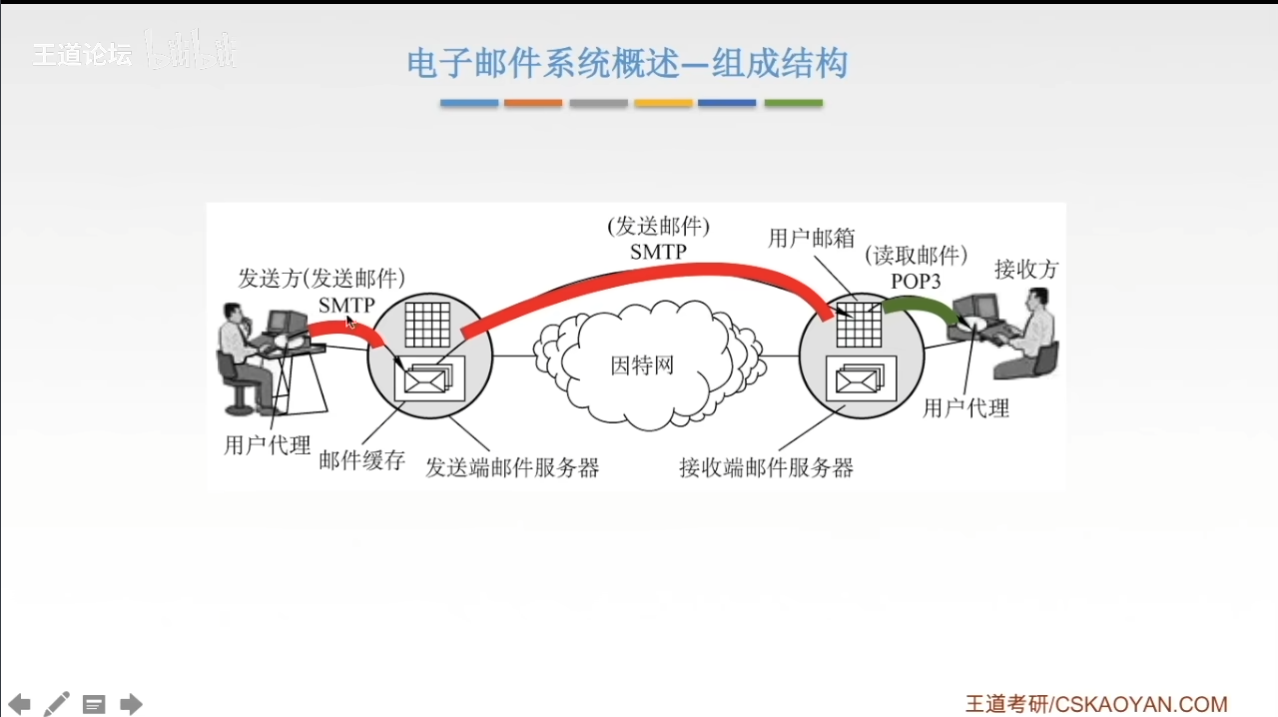 王道论坛 bilibili
电子邮件系统概述—组成结构
(发送邮件)
SMTP
用户邮箱
(读取邮件)
POP3
接收方
发送方(发送邮件)
SMTP
因特网
用户代理
邮件缓存
发送端邮件服务器
接收端邮件服务器
用户代理
王道考研/CSKAOYAN.COM